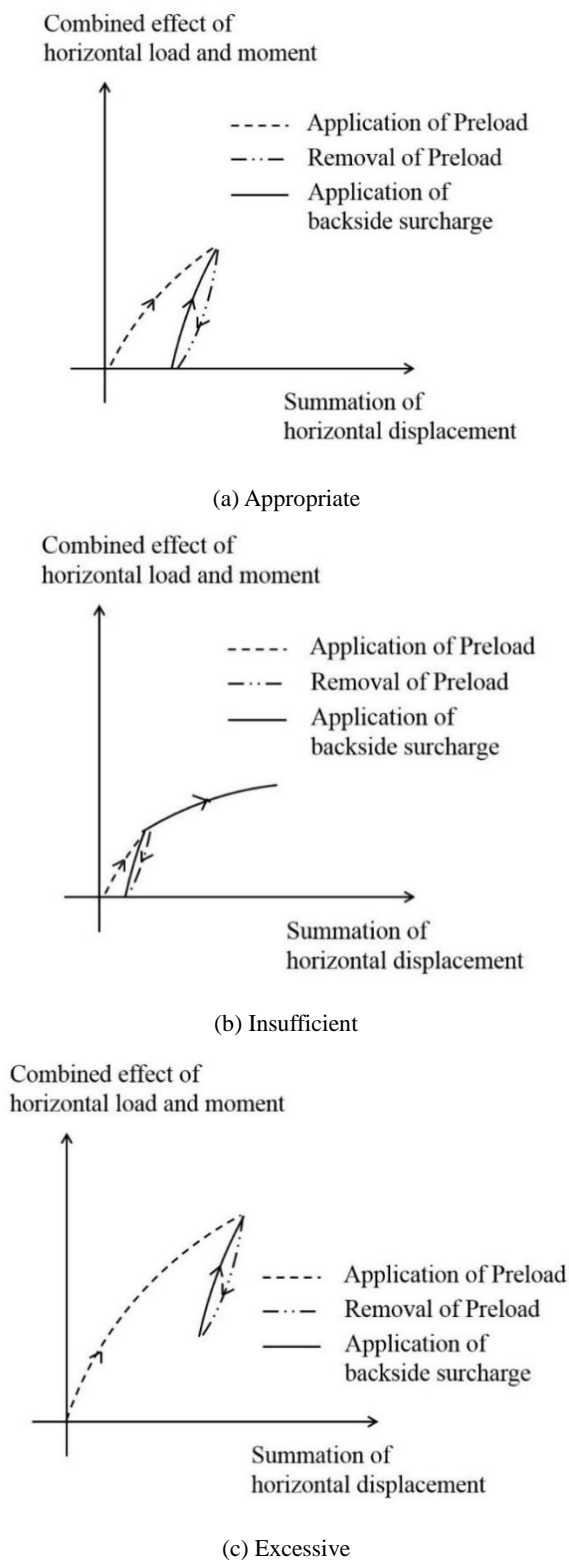 Combined effect of
horizontal load and moment
Application of Preload
Removal of Preload
Application of
backside surcharge
Summation of
horizontal displacement
(a) Appropriate
Combined effect of
horizontal load and moment
Application of Preload
Removal of Preload
Application of
backside surcharge
Summation of
horizontal displacement
(b) Insufficient
Combined effect of
horizontal load and moment
Application of Preload
Removal of Preload
Application of
backside surcharge
Summation of
horizontal displacement
(c) Excessive